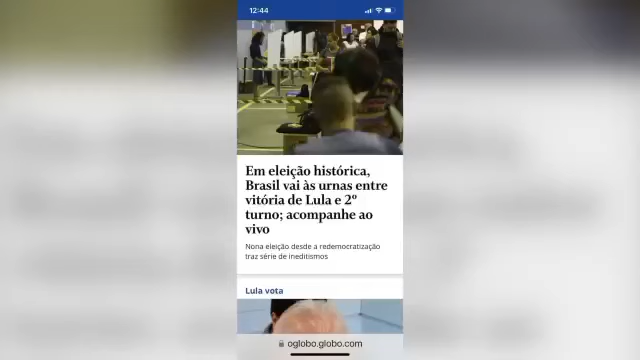 12:44
Em eleição histórica,
Brasil vai às urnas entre
vitória de Lula e 2º
turno; acompanhe ao
vivo
Nona eleição desde a redemocratização
traz série de ineditismos
Lula vota
oglobo.globo.com